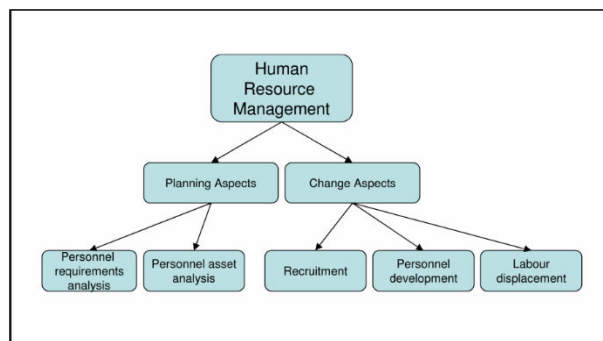 Human
Resource
Management
Planning Aspects
Change Aspects
Personnel
requirements
analysis
Personnel asset
analysis
Recruitment
Personnel
development
Labour
displacement